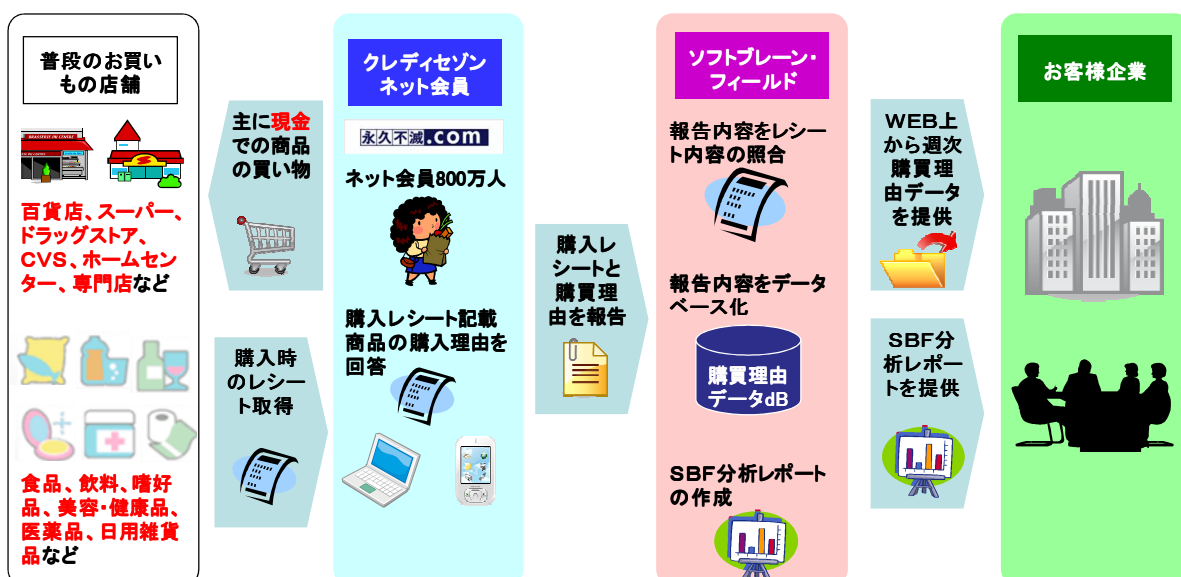 普段のお買い
もの店舗
BRASSERIE DU CENTRE
百貨店、スーパー、
ドラッグストア、
CVS、ホームセン
ター、専門店など
食品、飲料、嗜好
品、美容・健康品、
医薬品、日用雑貨
品など
主に現金
での商品
の買い物
購入時
のレシー
ト取得
クレディセゾン
ネット会員
永久不滅.com
ネット会員800万人
購入レシート記載
商品の購入理由を
回答
購入レ
シートと
購買理
由を報告
ソフトブレーン・
フィールド
報告内容をレシー
ト内容の照合
報告内容をデータ
ベース化
購買理由
データdB
SBF分析レポート
の作成
WEB上
から週次
購買理
由データ
を提供
SBF分
析レポー
トを提供
お客様企業